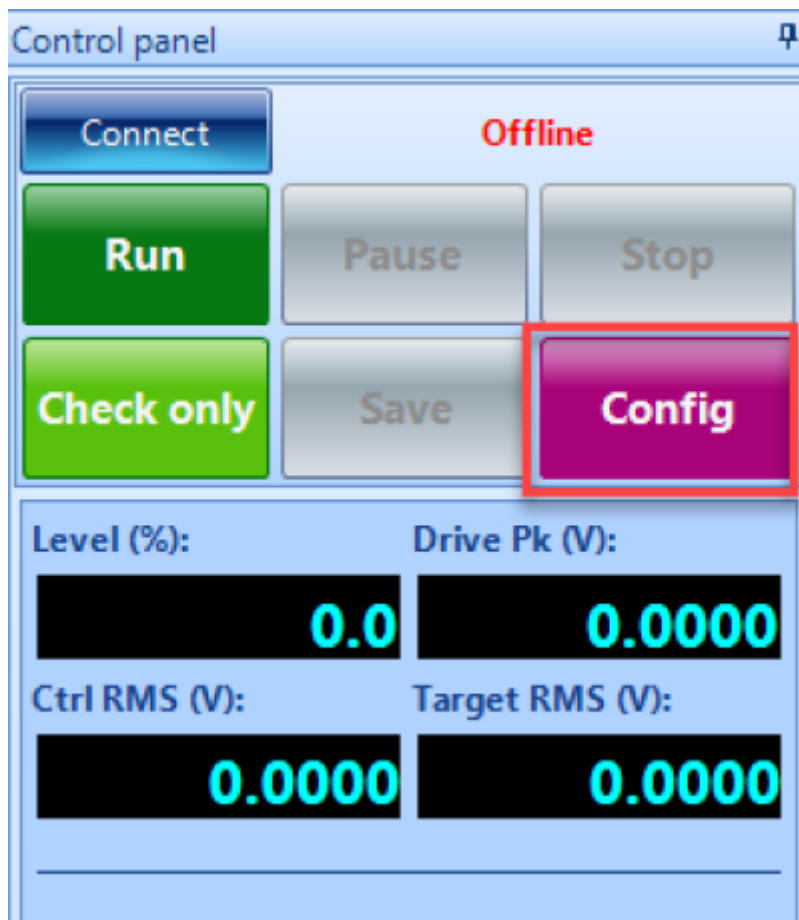 Control panel
Connect Offline
Run Pause Stop
Check only Save Config
Level (%): Drive Pk (V):
0.0 0.0000
Ctrl RMS (V): Target RMS (V):
0.0000 0.0000